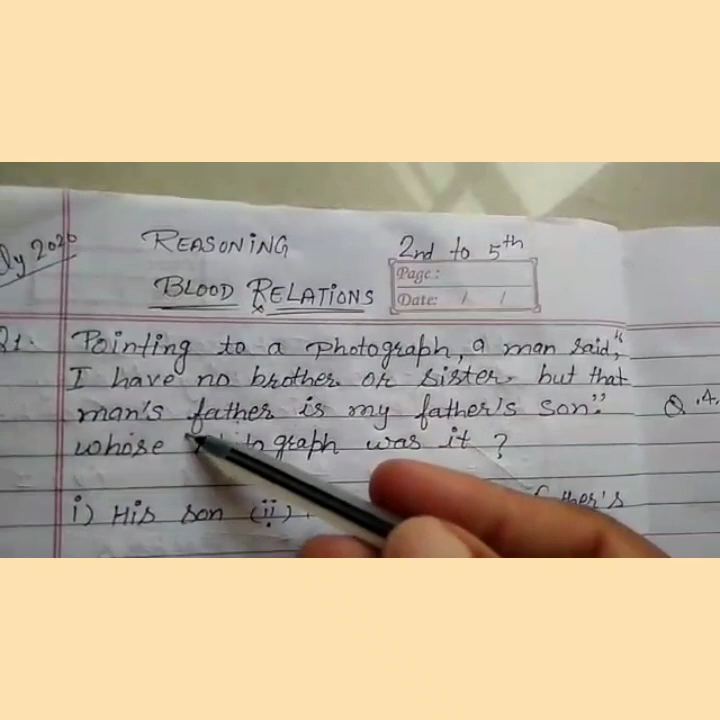 ly 2020
REASONING
2nd to 5th
BLOOD RELATIONS
Page :
Date: / /
Q1. Pointing to a photograph, a man said, "
I have no brother or sister. but that
man's father is my father's son."
Q.4.
whose graph was it ?
i) His son (ii)